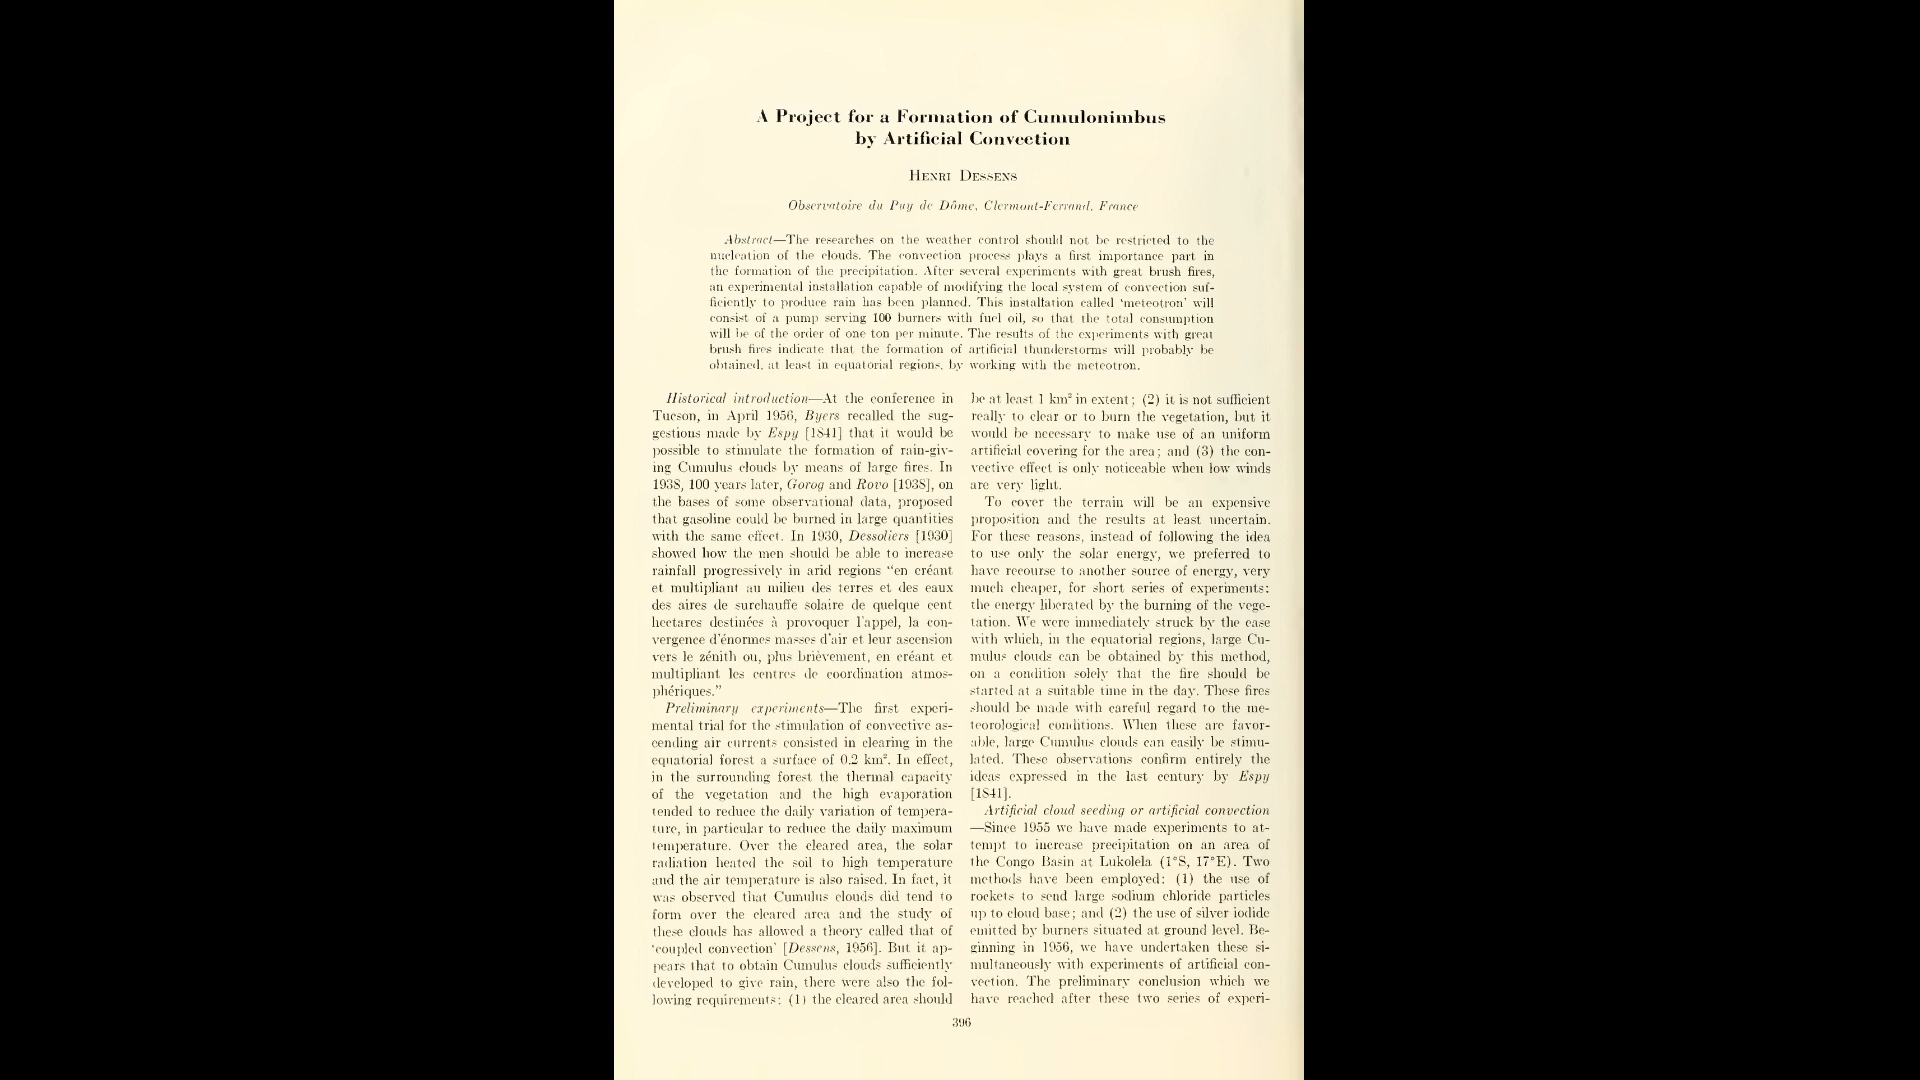 A Project for a Formation of Cumulonimbus
by Artificial Convection
Henri Dessens
Observatoire du Puy de Dôme, Clermont-Ferrand, France
Abstract—The researches on the weather control should not be restricted to the
nucleation of the clouds. The convection process plays a first importance part in
the formation of the precipitation. After several experiments with great brush fires,
an experimental installation capable of modifying the local system of convection suf-
ficiently to produce rain has been planned. This installation called 'meteotron' will
consist of a pump serving 100 burners with fuel oil, so that the total consumption
will be of the order of one ton per minute. The results of the experiments with great
brush fires indicate that the formation of artificial thunderstorms will probably be
obtained, at least in equatorial regions, by working with the meteotron.
Historical introduction—At the conference in
Tucson, in April 1956, Byers recalled the sug-
gestions made by Espy [1841] that it would be
possible to stimulate the formation of rain-giv-
ing Cumulus clouds by means of large fires. In
1938, 100 years later, Gorog and Rovo [1938], on
the bases of some observational data, proposed
that gasoline could be burned in large quantities
with the same effect. In 1930, Dessoliers [1930]
showed how the men should be able to increase
rainfall progressively in arid regions "en créant
et multipliant au milieu des terres et des eaux
des aires de surchauffe solaire de quelque cent
hectares destinées à provoquer l'appel, la con-
vergence d'énormes masses d'air et leur ascension
vers le zénith ou, plus brièvement, en créant et
multipliant les centres de coordination atmos-
phériques."
Preliminary experiments—The first experi-
mental trial for the stimulation of convective as-
cending air currents consisted in clearing in the
equatorial forest a surface of 0.2 km². In effect,
in the surrounding forest the thermal capacity
of the vegetation and the high evaporation
tended to reduce the daily variation of tempera-
ture, in particular to reduce the daily maximum
temperature. Over the cleared area, the solar
radiation heated the soil to high temperature
and the air temperature is also raised. In fact, it
was observed that Cumulus clouds did tend to
form over the cleared area and the study of
these clouds has allowed a theory called that of
'coupled convection' [Dessens, 1956]. But it ap-
pears that to obtain Cumulus clouds sufficiently
developed to give rain, there were also the fol-
lowing requirements: (1) the cleared area should
be at least 1 km² in extent; (2) it is not sufficient
really to clear or to burn the vegetation, but it
would be necessary to make use of an uniform
artificial covering for the area; and (3) the con-
vective effect is only noticeable when low winds
are very light.
To cover the terrain will be an expensive
proposition and the results at least uncertain.
For these reasons, instead of following the idea
to use only the solar energy, we preferred to
have recourse to another source of energy, very
much cheaper, for short series of experiments:
the energy liberated by the burning of the vege-
tation. We were immediately struck by the ease
with which, in the equatorial regions, large Cu-
mulus clouds can be obtained by this method,
on a condition solely that the fire should be
started at a suitable time in the day. These fires
should be made with careful regard to the me-
teorological conditions. When these are favor-
able, large Cumulus clouds can easily be stimu-
lated. These observations confirm entirely the
ideas expressed in the last century by Espy
[1841].
Artificial cloud seeding or artificial convection
—Since 1955 we have made experiments to at-
tempt to increase precipitation on an area of
the Congo Basin at Lukolela (1°S, 17°E). Two
methods have been employed: (1) the use of
rockets to send large sodium chloride particles
up to cloud base; and (2) the use of silver iodide
emitted by burners situated at ground level. Be-
ginning in 1956, we have undertaken these si-
multaneously with experiments of artificial con-
vection. The preliminary conclusion which we
have reached after these two series of experi-
396